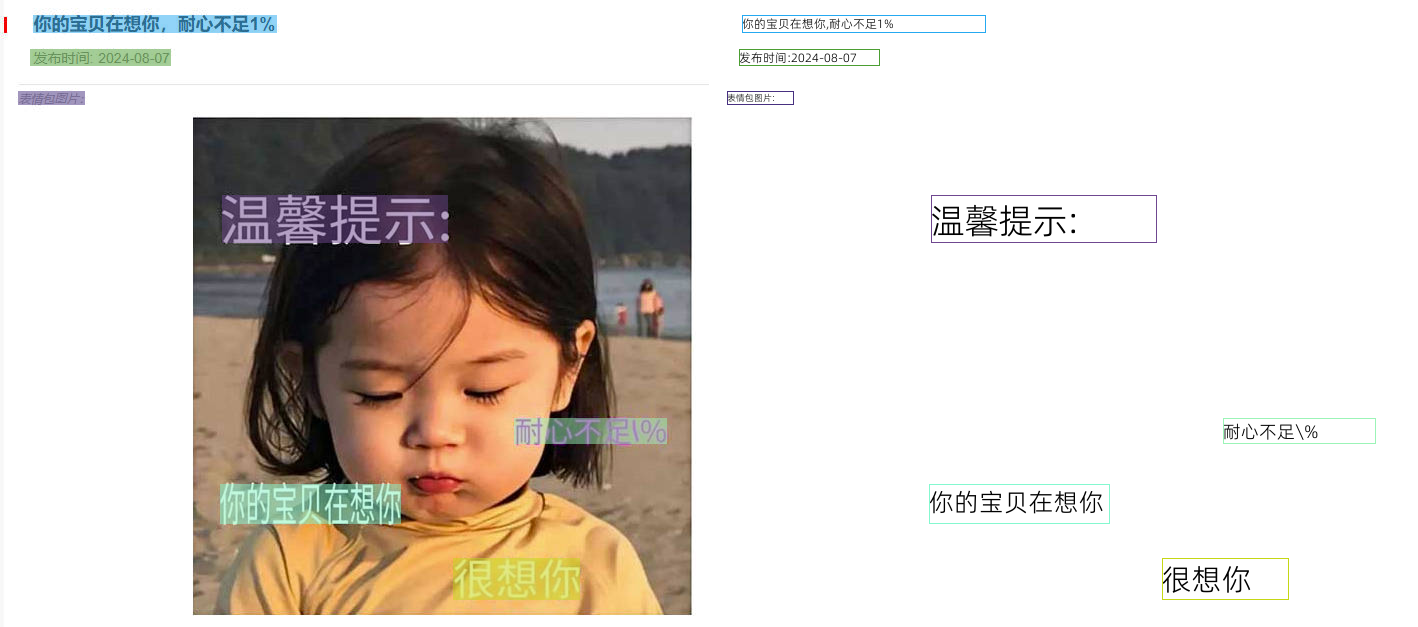 你的宝贝在想你，耐心不足1%
发布时间: 2024-08-07
表情包图片:
温馨提示:
耐心不足\%
你的宝贝在想你
很想你
你的宝贝在想你,耐心不足1%
发布时间:2024-08-07
表情包图片:
温馨提示:
耐心不足\%
你的宝贝在想你
很想你